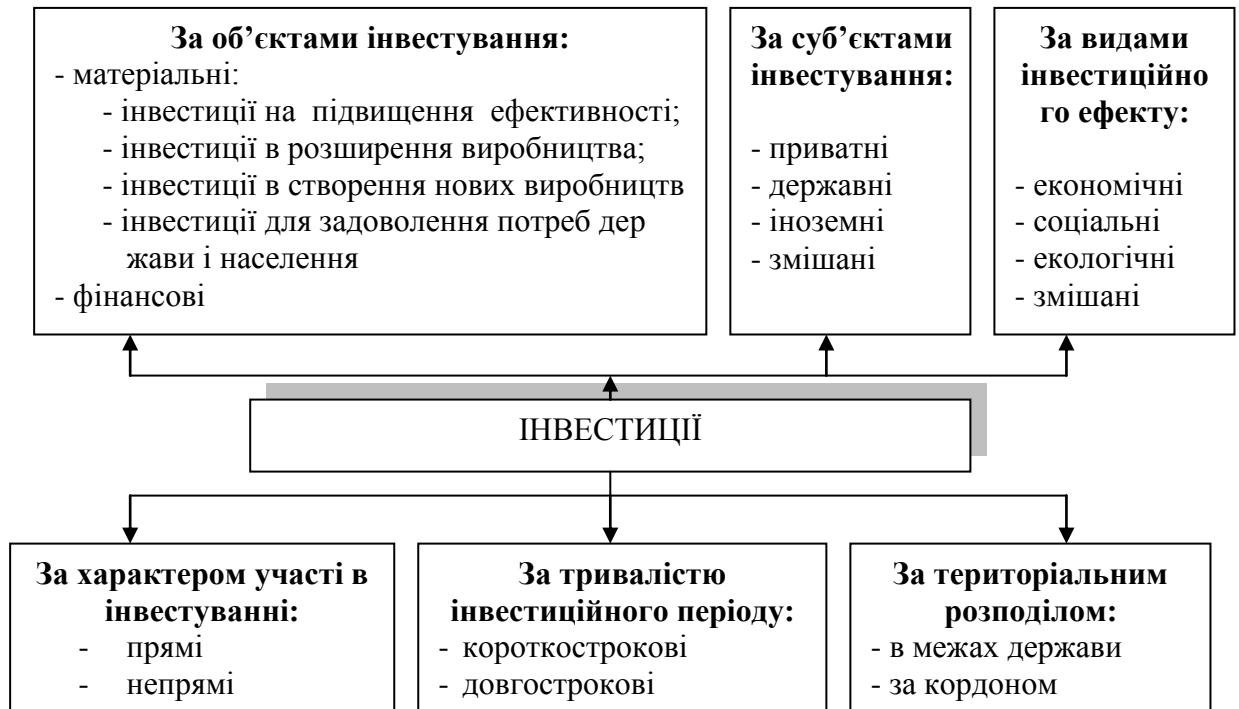 За об’єктами інвестування:
- матеріальні:
- інвестиції на підвищення ефективності;
- інвестиції в розширення виробництва;
- інвестиції в створення нових виробництв
- інвестиції для задоволення потреб дер
жави і населення
- фінансові
За суб’єктами
інвестування:
- приватні
- державні
- іноземні
- змішані
За видами
інвестиційно
го ефекту:
- економічні
- соціальні
- екологічні
- змішані
ІНВЕСТИЦІЇ
За характером участі в
інвестуванні:
- прямі
- непрямі
За тривалістю
інвестиційного періоду:
- короткострокові
- довгострокові
За територіальним
розподілом:
- в межах держави
- за кордоном